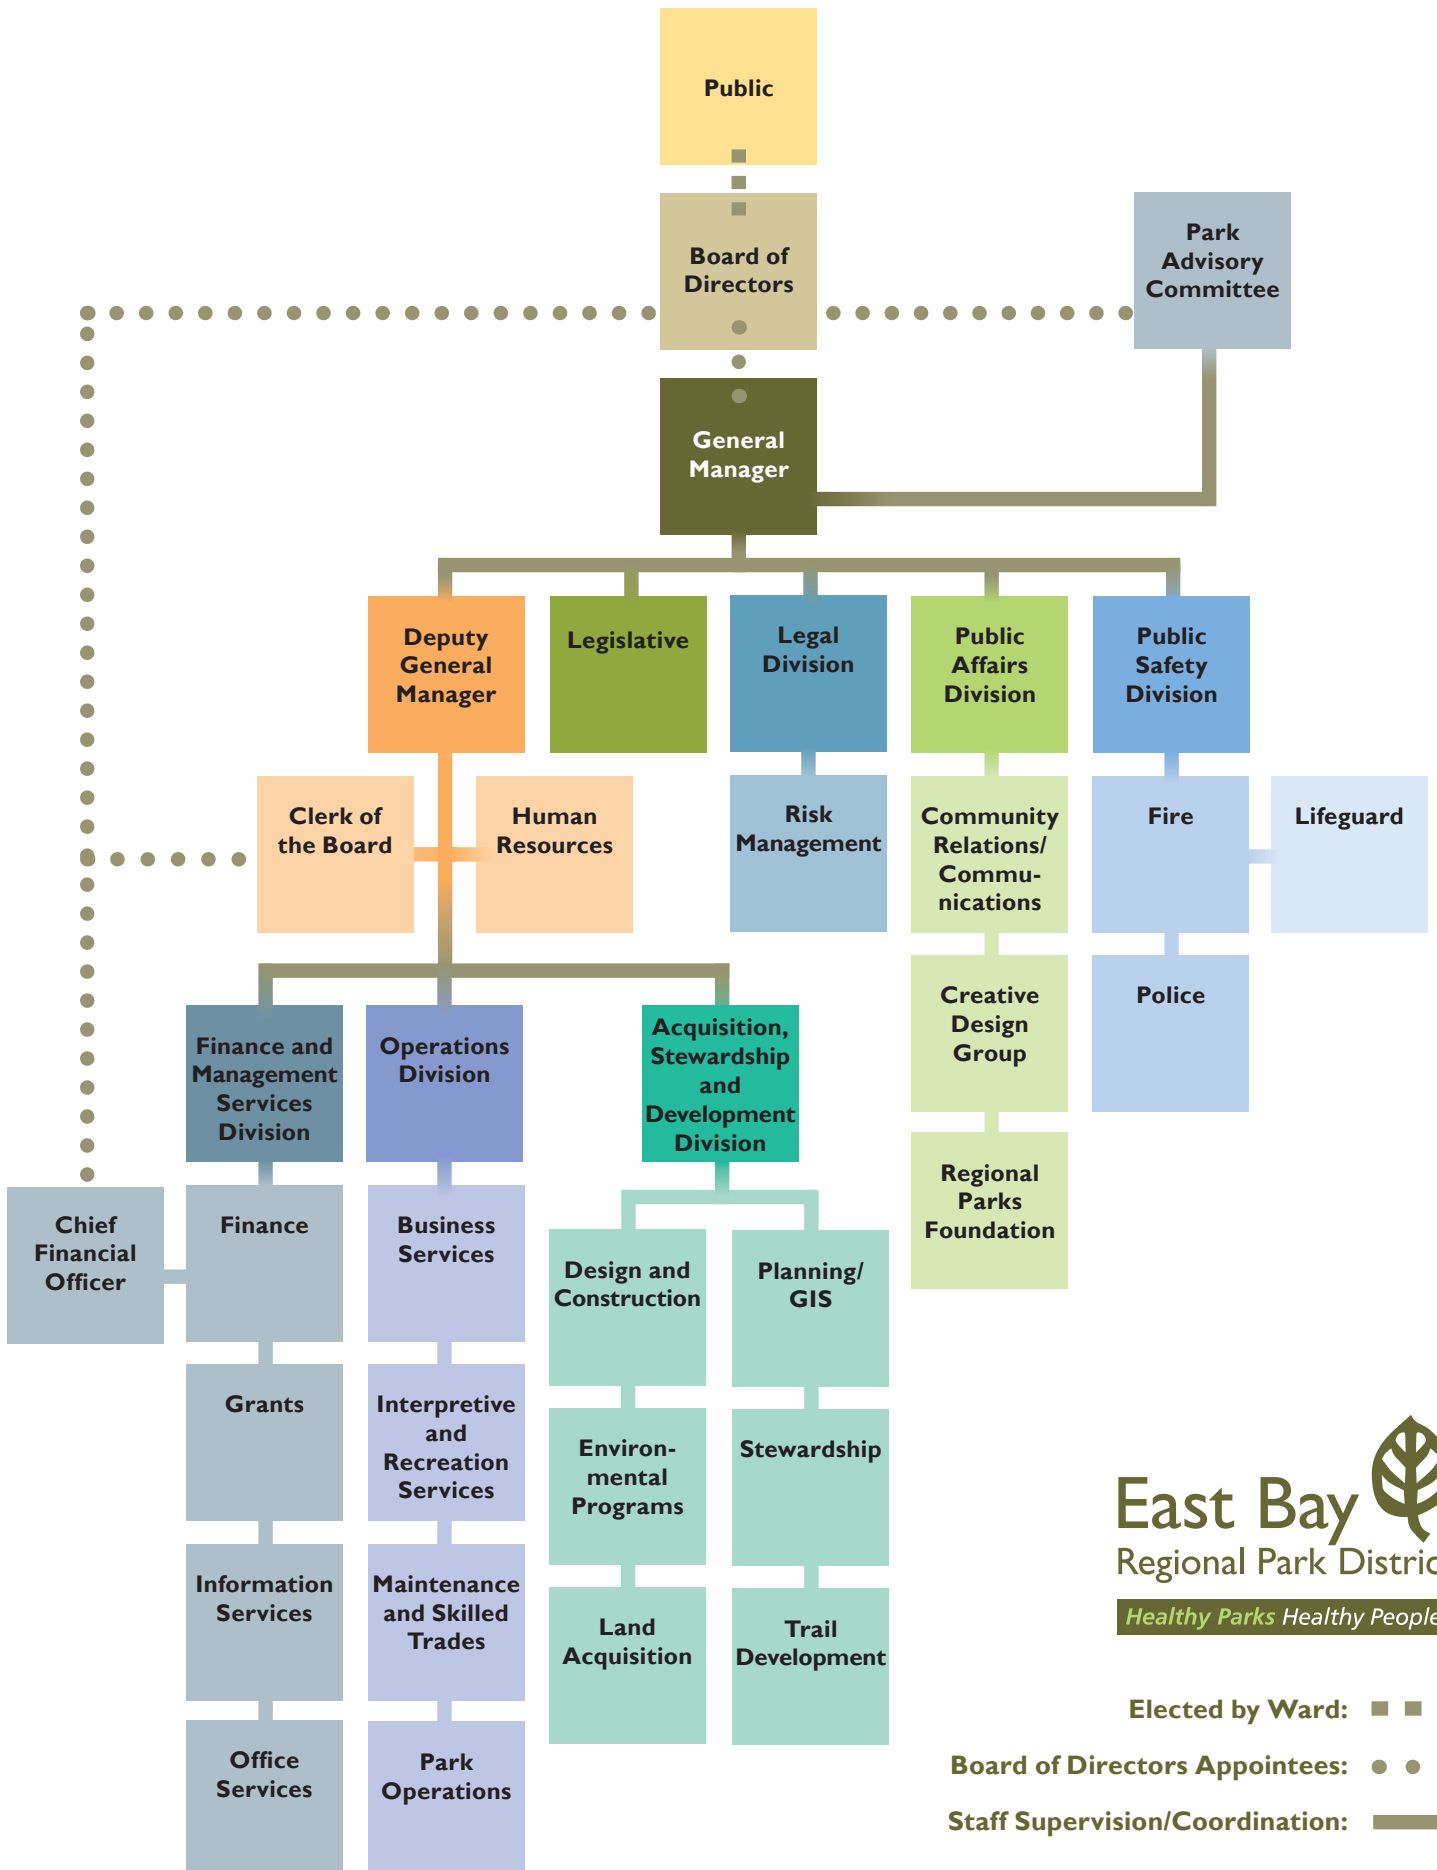 Public
Board of
Directors
Park
Advisory
Committee
General
Manager
Deputy
General
Manager
Legislative
Legal
Division
Public
Affairs
Division
Public
Safety
Division
Clerk of
the Board
Human
Resources
Risk
Management
Community
Relations/
Commu-
nications
Fire
Lifeguard
Creative
Design
Group
Police
Finance and
Management
Services
Division
Operations
Division
Acquisition,
Stewardship
and
Development
Division
Regional
Parks
Foundation
Chief
Financial
Officer
Finance
Business
Services
Design and
Construction
Planning/
GIS
Grants
Interpretive
and
Recreation
Services
Environ-
mental
Programs
Stewardship
Information
Services
Maintenance
and Skilled
Trades
Land
Acquisition
Trail
Development
Office
Services
Park
Operations
East Bay
Regional Park Distric
Healthy Parks Healthy People
Elected by Ward:
Board of Directors Appointees:
Staff Supervision/Coordination: